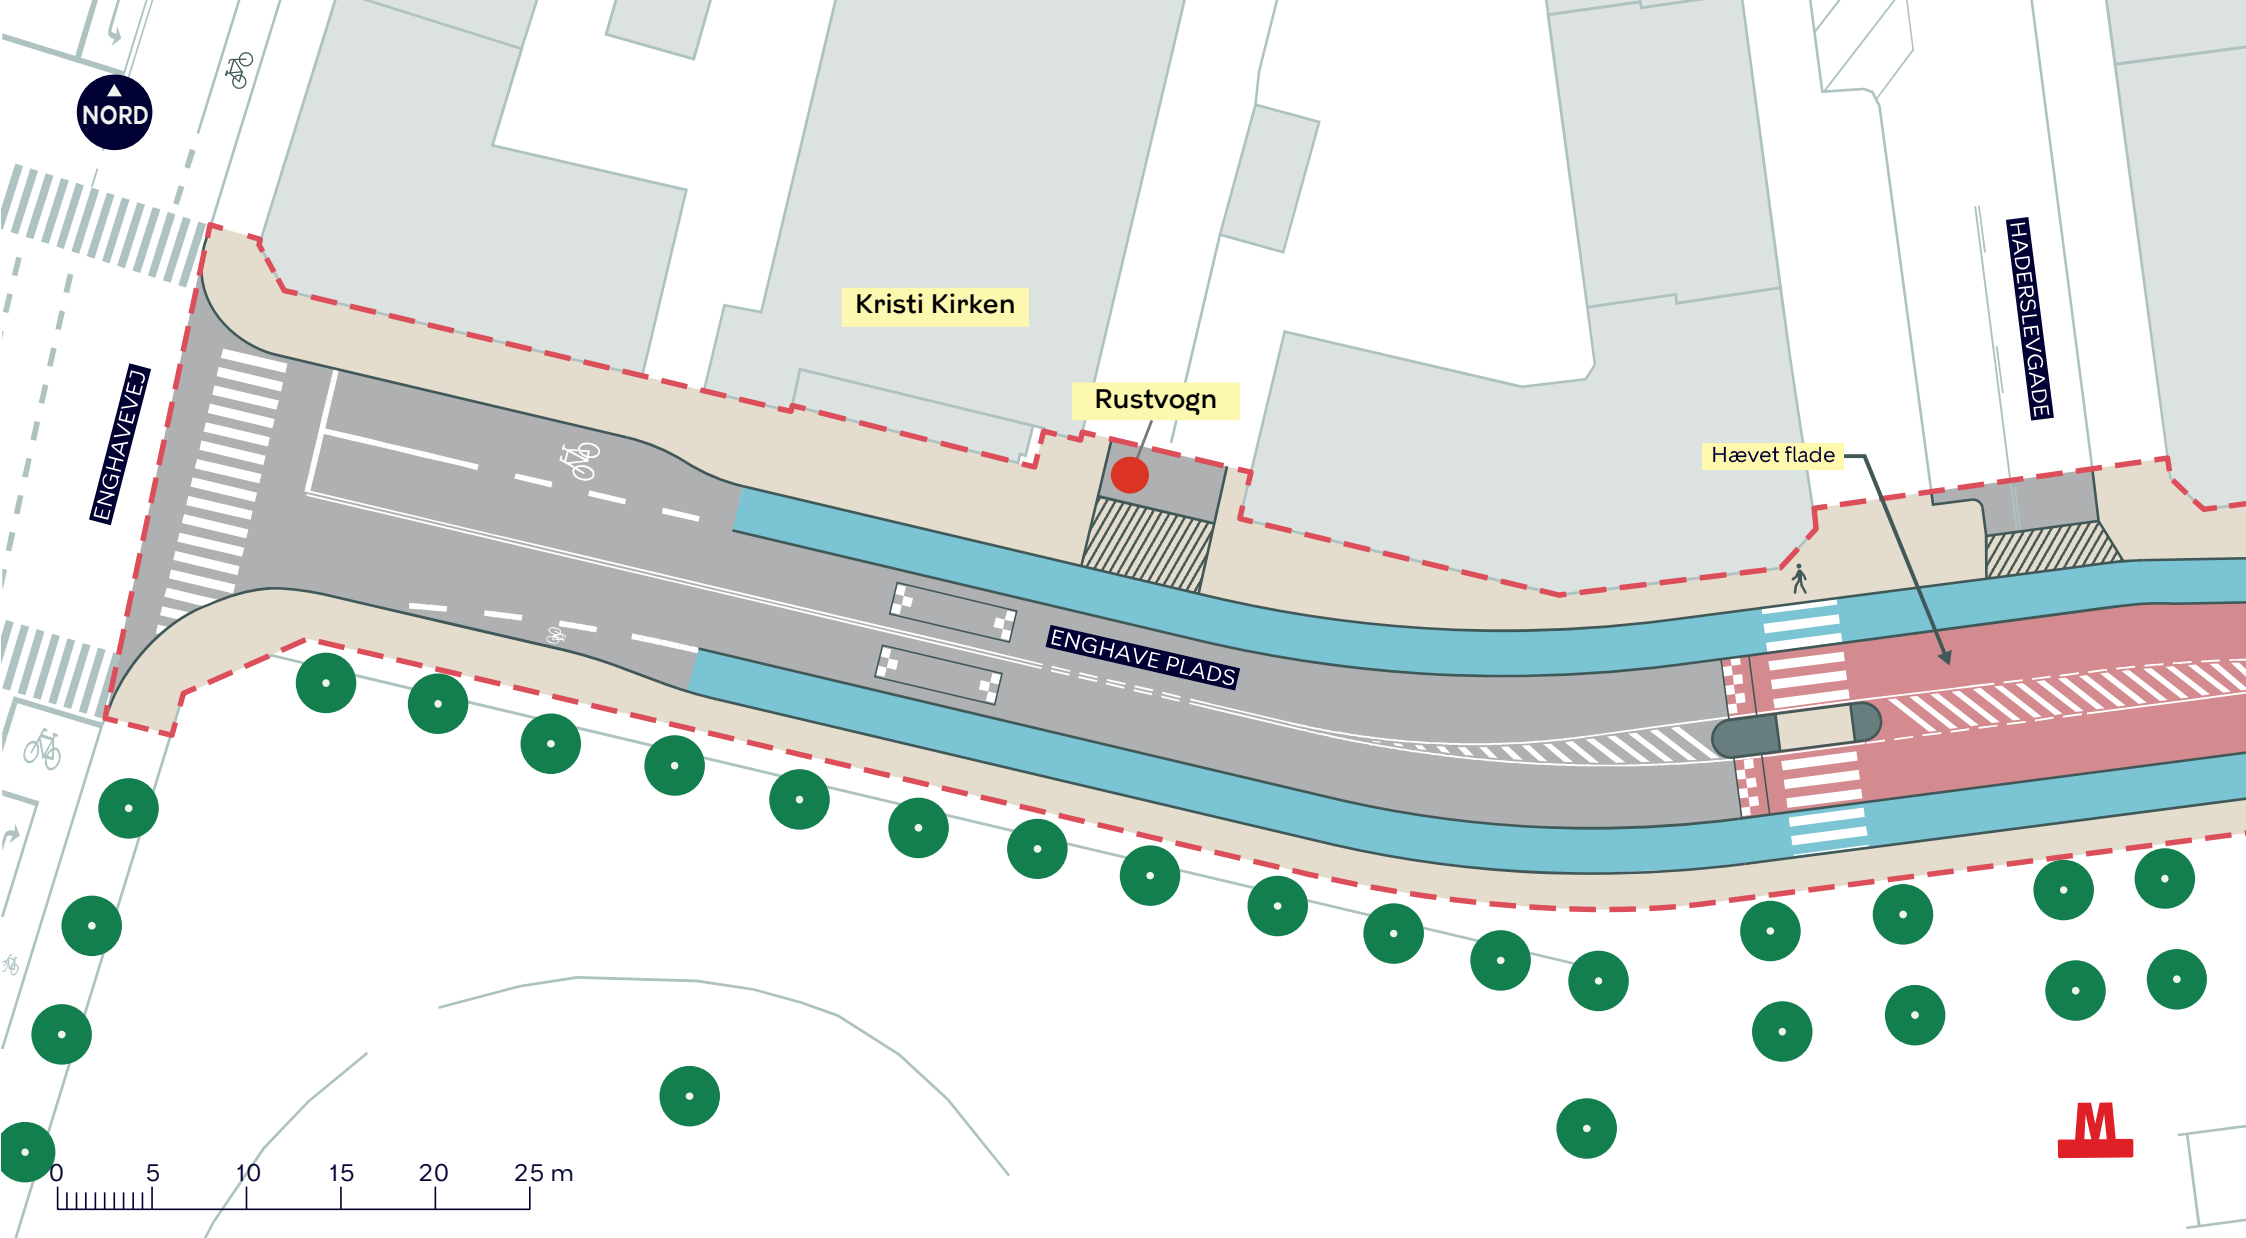 NORD
HADERSLEVGADE
Kristi Kirken
Rustvogn
ENGHAVEVEJ
Hævet flade
ENGHAVE PLADS
M
0 5 10 15 20 25 m